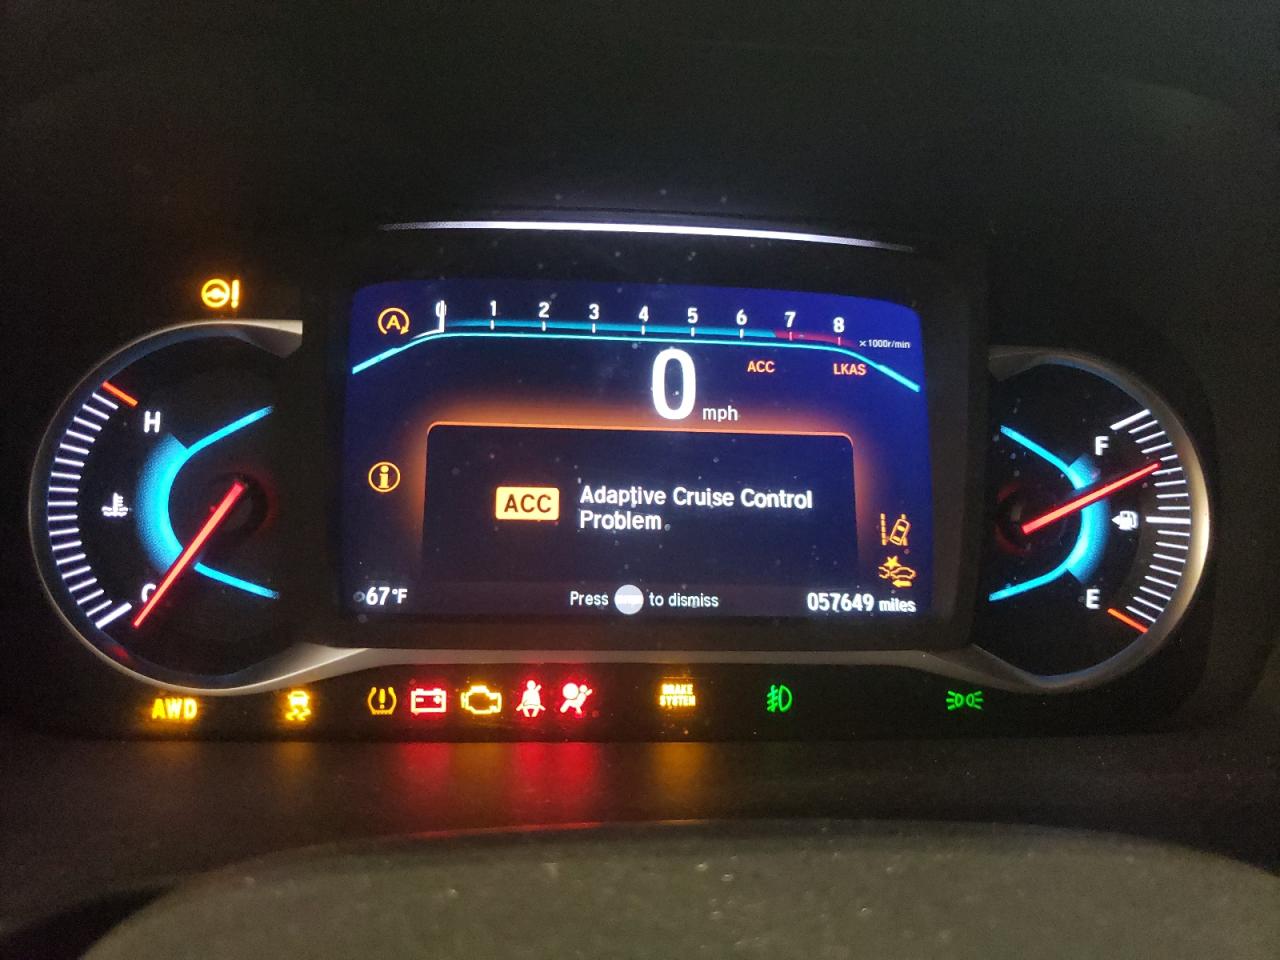 A
0 1 2 3 4 5 6 7 8
x1000r/min
0 mph
ACC LKAS
H
C
F
E
i
ACC Adaptive Cruise Control
Problem.
67°F
Press to dismiss
057649 miles
AWD
BRAKE
SYSTEM